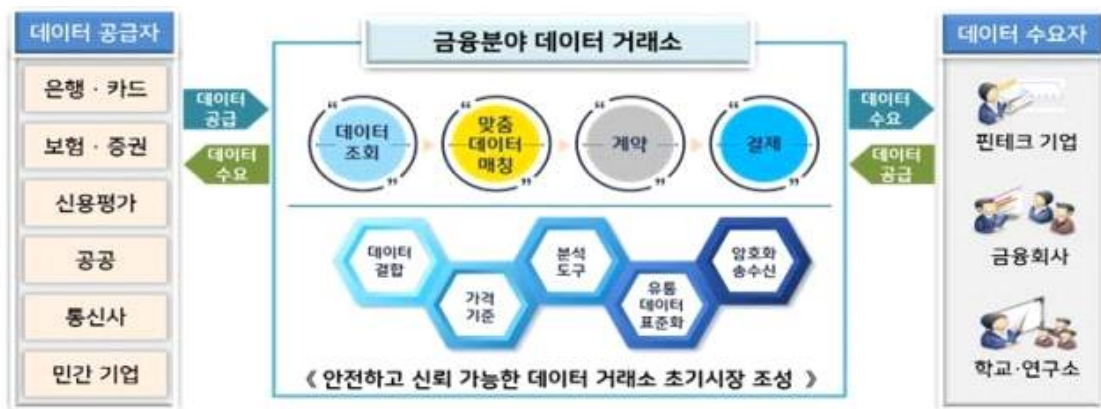 데이터 공급자
은행 · 카드
보험 · 증권
신용평가
공공
통신사
민간 기업
데이터
공급
데이터
수요
금융분야 데이터 거래소
데이터
조회
맞춤
데이터
매칭
계약
결제
데이터
결합
가격
기준
분석
도구
유통
데이터
표준화
암호화
송수신
《 안전하고 신뢰 가능한 데이터 거래소 초기시장 조성 》
데이터
수요
데이터
공급
데이터 수요자
핀테크 기업
금융회사
학교·연구소